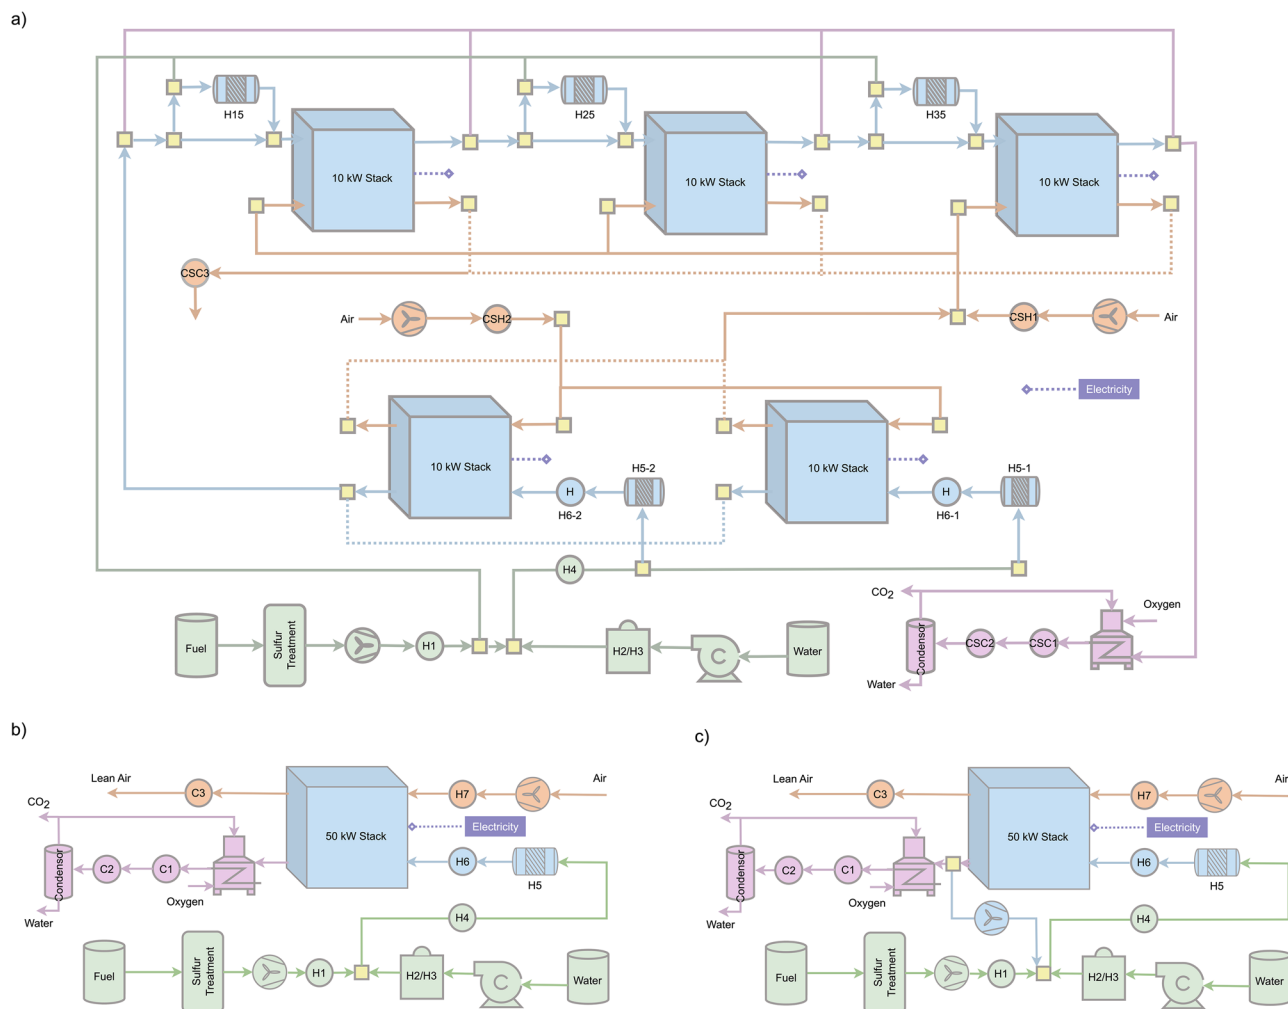 a)
H15
H25
H35
10 kW Stack
10 kW Stack
10 kW Stack
CSC3
Air
CSH2
CSH1
Air
Electricity
10 kW Stack
H5-2
H
H6-2
10 kW Stack
H5-1
H
H6-1
H4
CO2
Oxygen
Fuel
Sulfur
Treatment
H1
H2/H3
C
Water
Condensor
CSC2
CSC1
Water
b)
Lean Air
C3
50 kW Stack
H7
Air
CO2
Electricity
Condensor
C2
C1
H6
H5
Oxygen
Water
H4
Fuel
Sulfur
Treatment
H1
H2/H3
C
Water
c)
Lean Air
C3
50 kW Stack
H7
Air
CO2
Electricity
Condensor
C2
C1
H6
H5
Oxygen
Water
H4
Fuel
Sulfur
Treatment
H1
H2/H3
C
Water